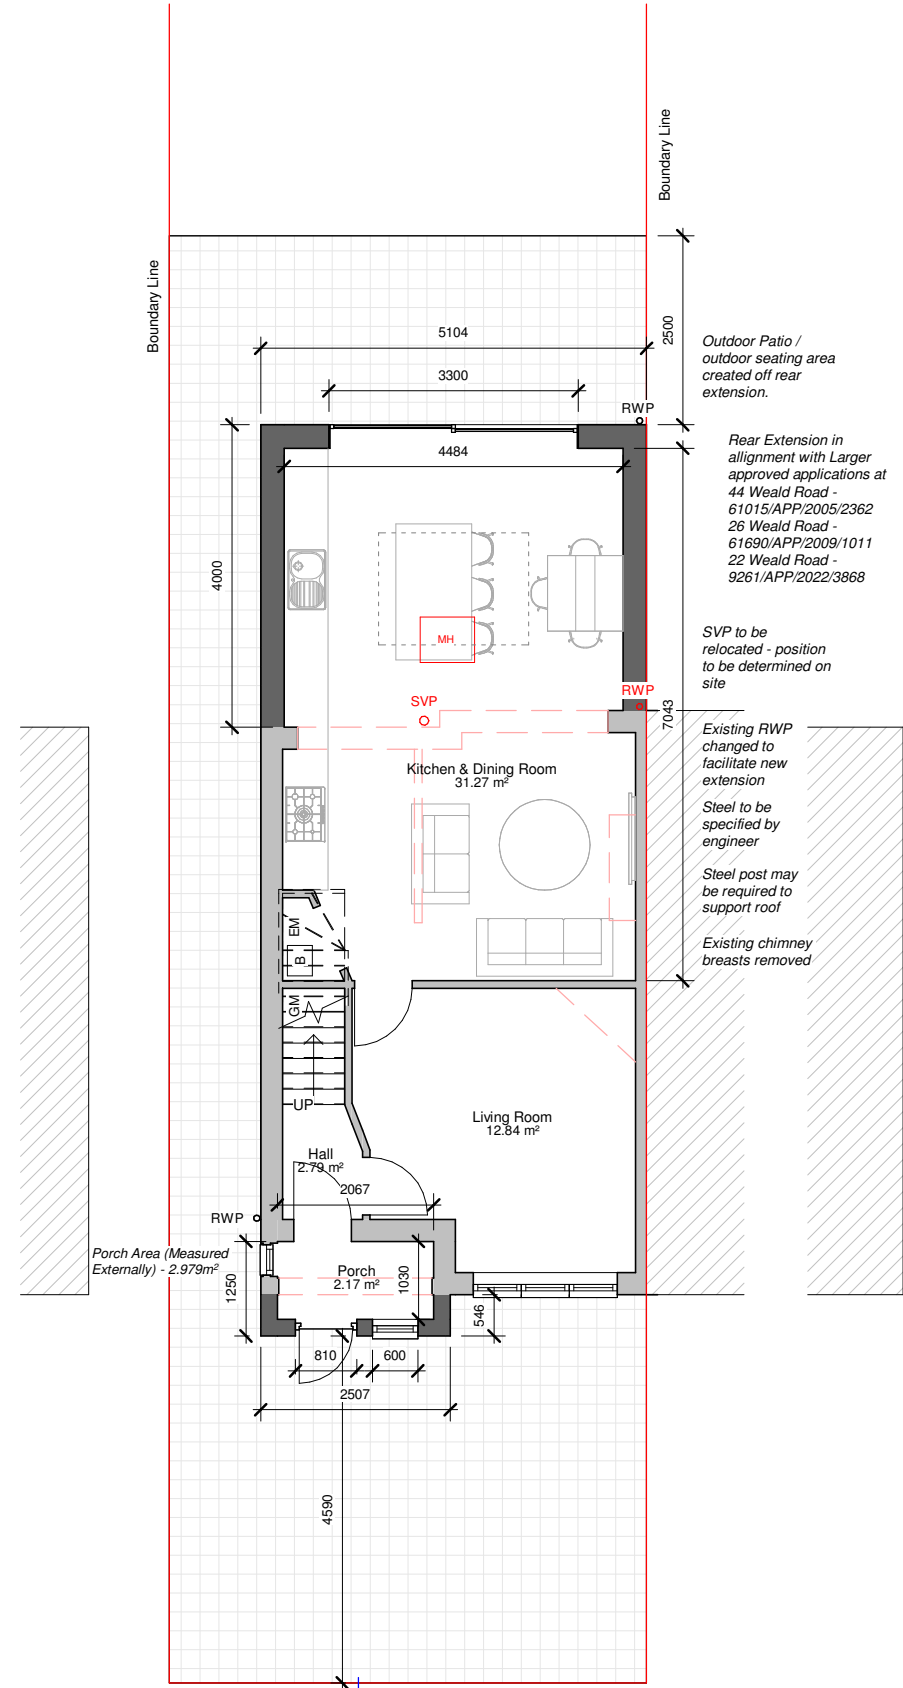 Boundary Line
Boundary Line
5104
2500
3300
RWP
4484
4000
Outdoor Patio /
outdoor seating area
created off rear
extension.
Rear Extension in
allignment with Larger
approved applications at
44 Weald Road -
61015/APP/2005/2362
26 Weald Road -
61690/APP/2009/1011
22 Weald Road -
9261/APP/2022/3868
MH
SVP to be
relocated - position
to be determined on
site
RWP
SVP
7043
Existing RWP
changed to
facilitate new
extension
Kitchen & Dining Room
31.27 m²
Steel to be
specified by
engineer
Steel post may
be required to
support roof
Existing chimney
breasts removed
EM
B
GM
UP
Living Room
12.84 m²
Hall
2.79 m²
2067
RWP
Porch Area (Measured
Externally) - 2.979m²
1250
Porch
2.17 m²
1030
546
810
600
2507
4590